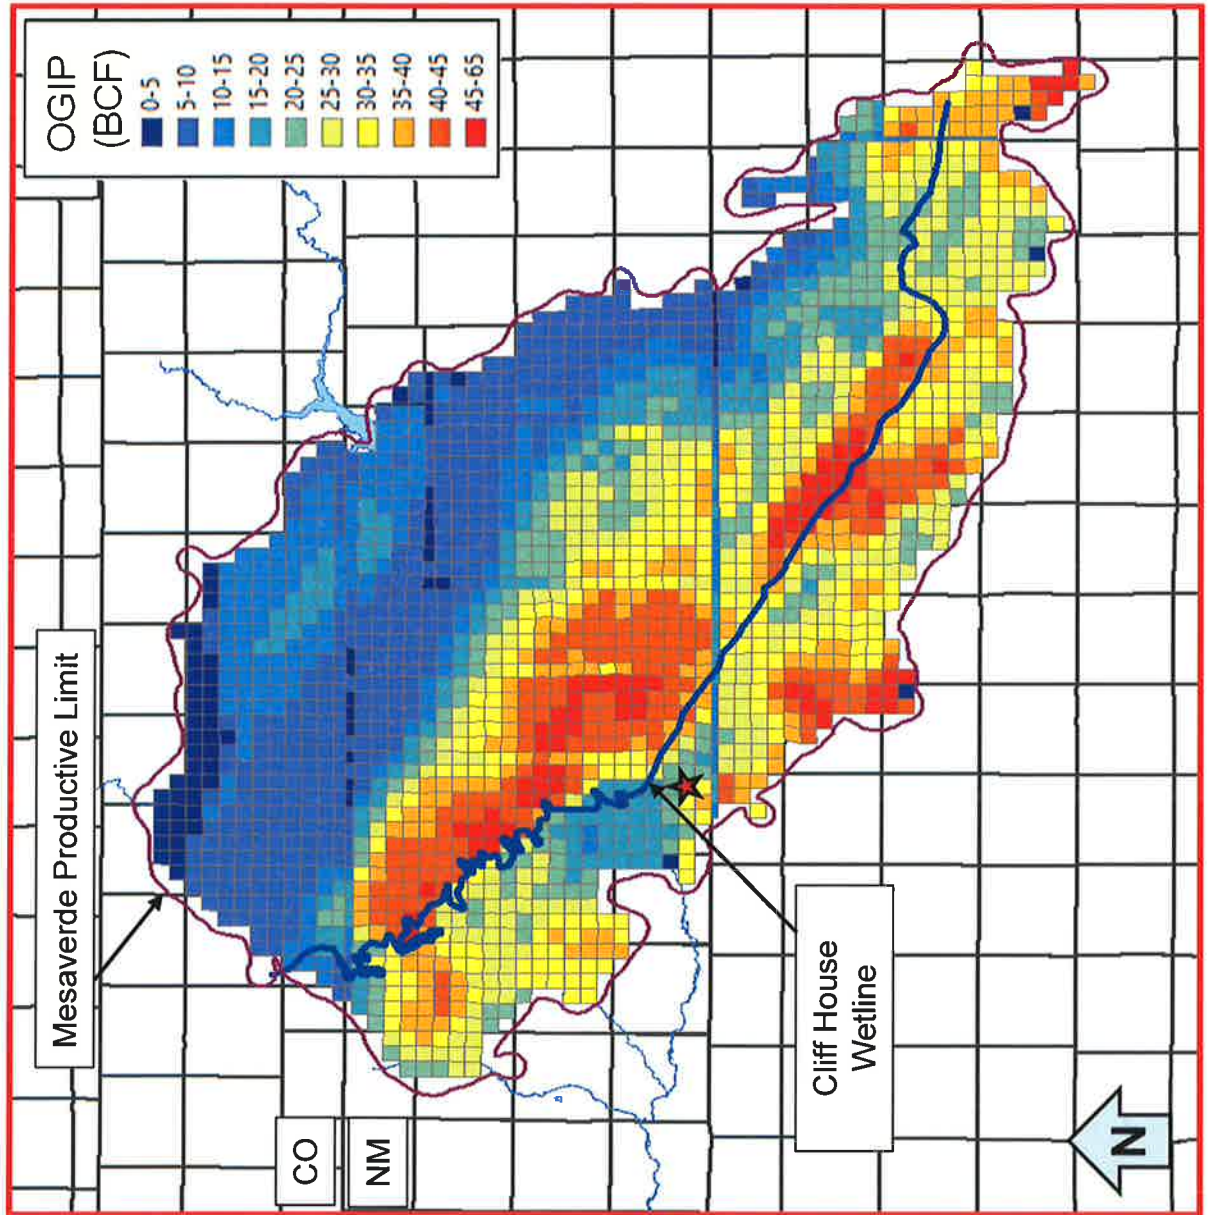 OGIP
(BCF)
0-5
5-10
10-15
15-20
20-25
25-30
30-35
35-40
40-45
45-65
Mesaverde Productive Limit
CO
NM
Cliff House
Wetline
N